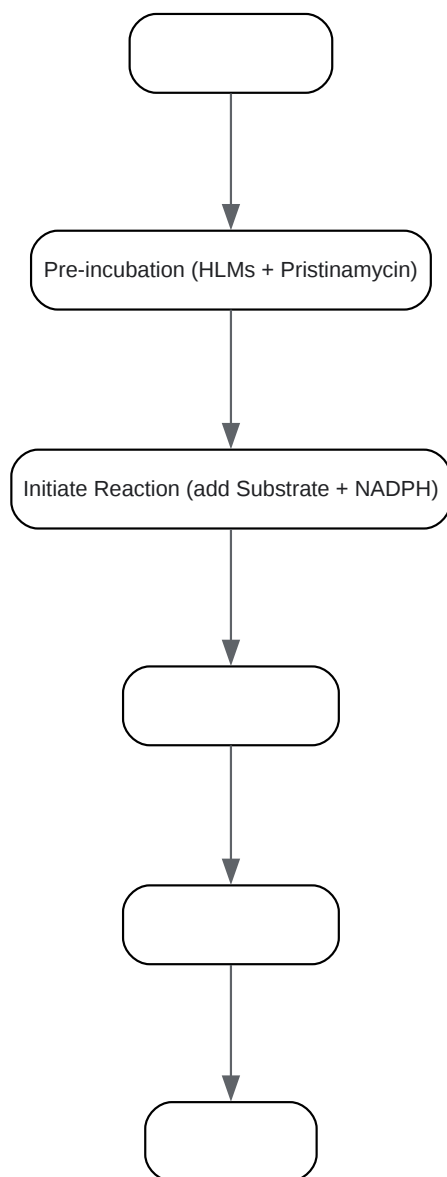 Pre-incubation (HLMs + Pristinamycin)
Initiate Reaction (add Substrate + NADPH)